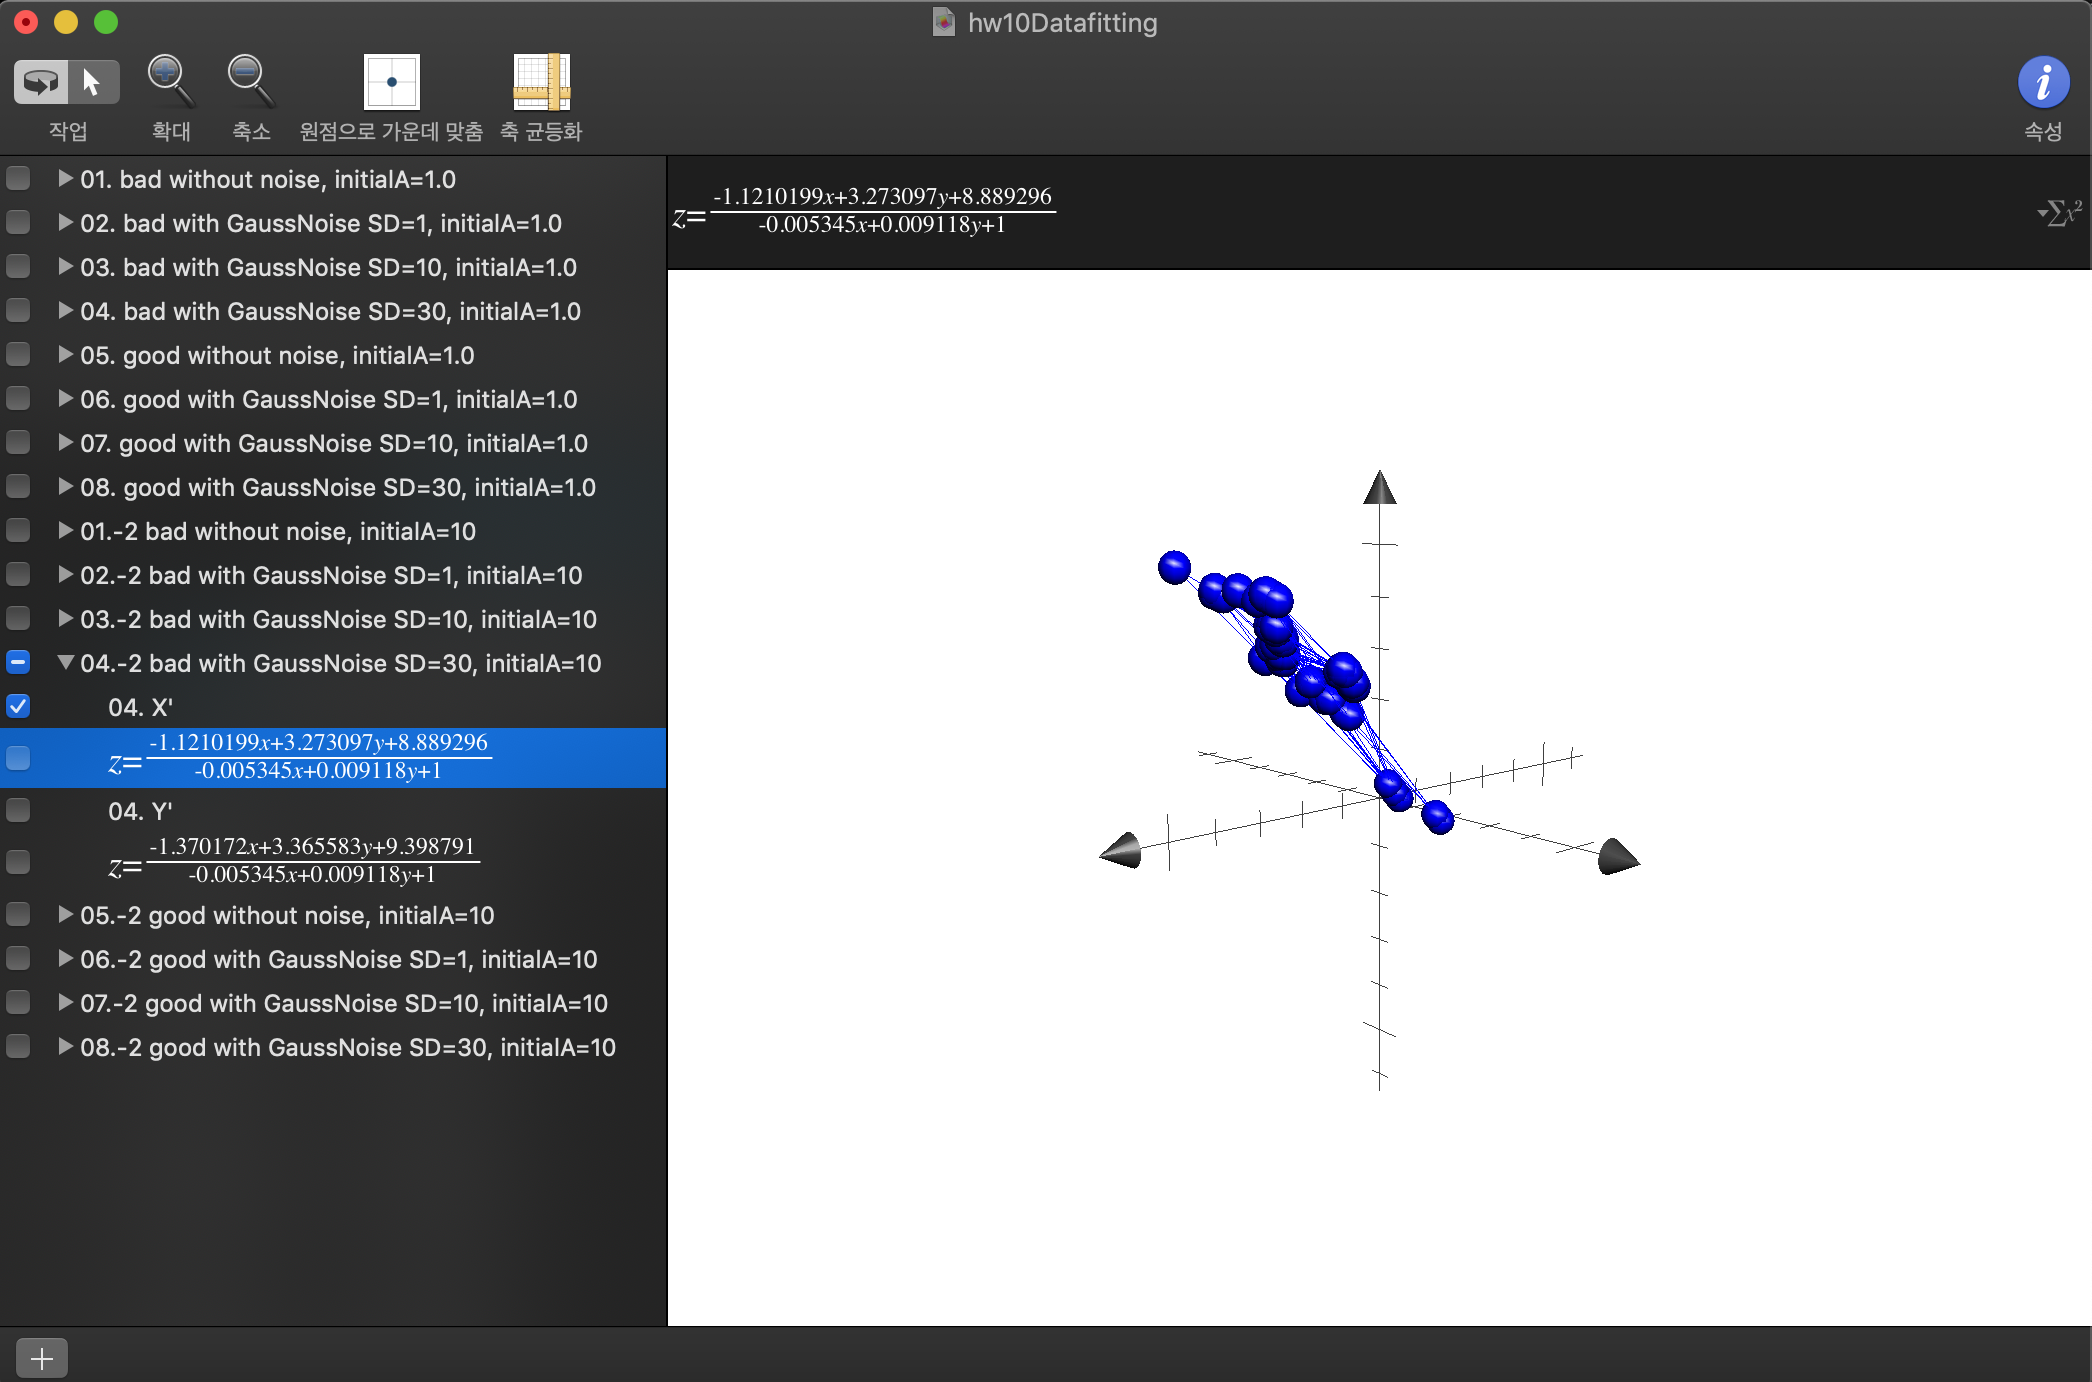 hw10Datafitting
작업 확대 축소 원점으로 가운데 맞춤 축 균등화 속성
01. bad without noise, initialA=1.0
02. bad with GaussNoise SD=1, initialA=1.0
03. bad with GaussNoise SD=10, initialA=1.0
04. bad with GaussNoise SD=30, initialA=1.0
05. good without noise, initialA=1.0
06. good with GaussNoise SD=1, initialA=1.0
07. good with GaussNoise SD=10, initialA=1.0
08. good with GaussNoise SD=30, initialA=1.0
01.-2 bad without noise, initialA=10
02.-2 bad with GaussNoise SD=1, initialA=10
03.-2 bad with GaussNoise SD=10, initialA=10
04.-2 bad with GaussNoise SD=30, initialA=10
04. X'
-1.1210199x+3.273097y+8.889296
z=
-0.005345x+0.009118y+1
04. Y'
-1.370172x+3.365583y+9.398791
z=
-0.005345x+0.009118y+1
05.-2 good without noise, initialA=10
06.-2 good with GaussNoise SD=1, initialA=10
07.-2 good with GaussNoise SD=10, initialA=10
08.-2 good with GaussNoise SD=30, initialA=10
-1.1210199x+3.273097y+8.889296
z=
-0.005345x+0.009118y+1
Σx²